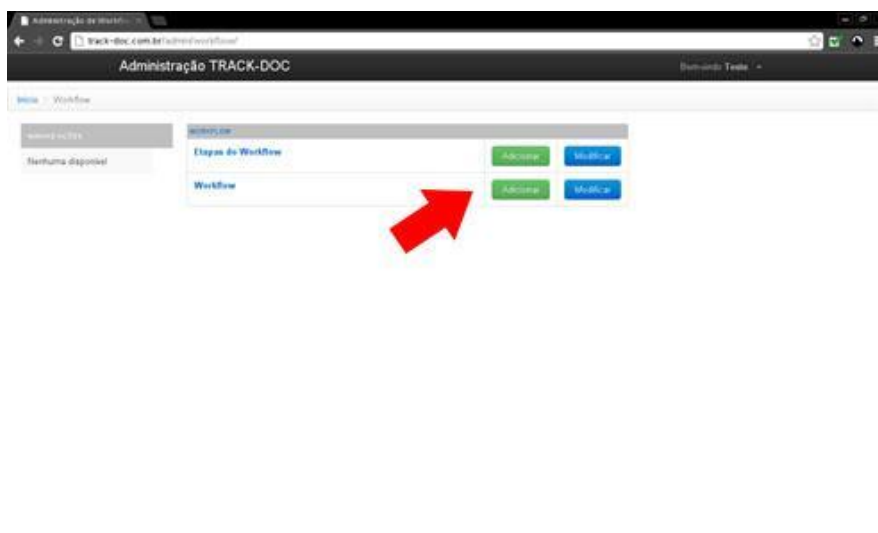 Administração de Workflo
track-doc.com.br/admin/workflow/
Administração TRACK-DOC
Bem-vindo Teste
Início
Workflow
WORKFLOW
Etapas do Workflow
Adicionar
Modificar
Nenhuma disponível
Workflow
Adicionar
Modificar